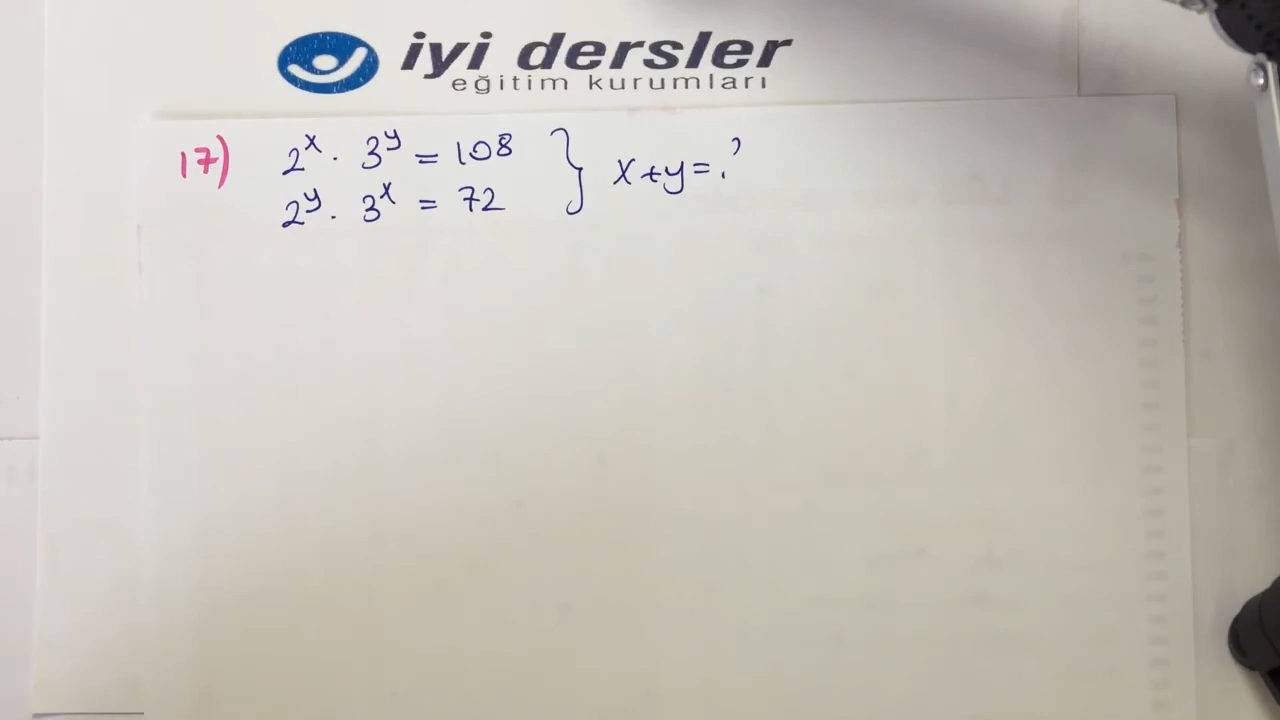 iyi dersler
eğitim kurumları
17) 2^x . 3^y = 108 } x+y=?
2^y . 3^x = 72